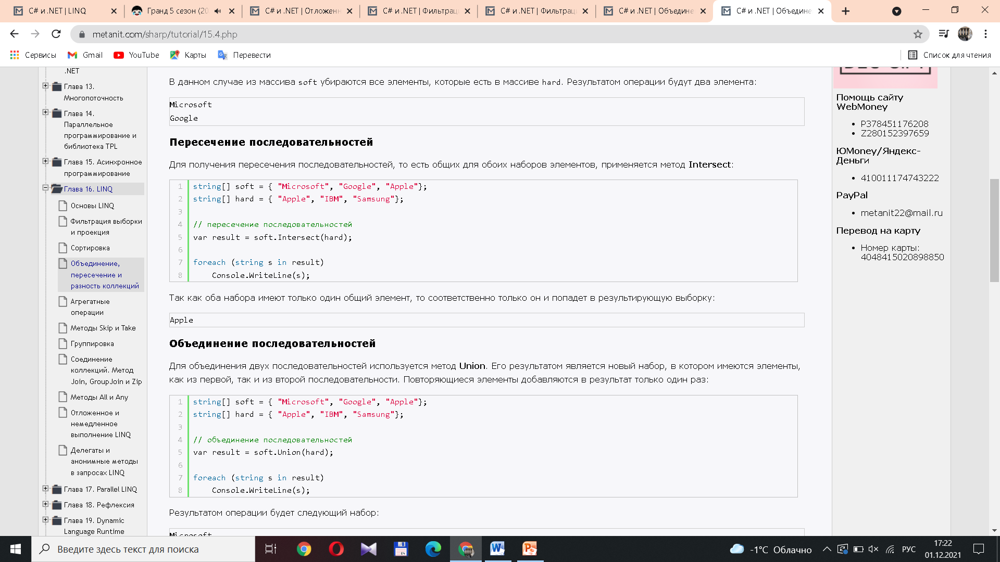 C# и .NET | LINQ
Гранд 5 сезон (20
C# и .NET | Отложенн
C# и .NET | Фильтраци
C# и .NET | Фильтраци
C# и .NET | Объедине
C# и .NET | Объедине
metanit.com/sharp/tutorial/15.4.php
Сервисы
Gmail
YouTube
Карты
Перевести
Список для чтения
.NET
Глава 13.
Многопоточность
Глава 14.
Параллельное
программирование и
библиотека TPL
Глава 15. Асинхронное
программирование
Глава 16. LINQ
Основы LINQ
Фильтрация выборки
и проекция
Сортировка
Объединение,
пересечение и
разность коллекций
Агрегатные
операции
Методы Skip и Take
Группировка
Соединение
коллекций. Метод
Join, GroupJoin и Zip
Методы All и Any
Отложенное и
немедленное
выполнение LINQ
Делегаты и
анонимные методы
в запросах LINQ
Глава 17. Parallel LINQ
Глава 18. Рефлексия
Глава 19. Dynamic
Language Runtime
В данном случае из массива soft убираются все элементы, которые есть в массиве hard. Результатом операции будут два элемента:
Microsoft
Google
Пересечение последовательностей
Для получения пересечения последовательностей, то есть общих для обоих наборов элементов, применяется метод Intersect:
1 string[] soft = { "Microsoft", "Google", "Apple"};
2 string[] hard = { "Apple", "IBM", "Samsung"};
3
4 // пересечение последовательностей
5 var result = soft.Intersect(hard);
6
7 foreach (string s in result)
8 Console.WriteLine(s);
Так как оба набора имеют только один общий элемент, то соответственно только он и попадет в результирующую выборку:
Apple
Объединение последовательностей
Для объединения двух последовательностей используется метод Union. Его результатом является новый набор, в котором имеются элементы,
как из первой, так и из второй последовательности. Повторяющиеся элементы добавляются в результат только один раз:
1 string[] soft = { "Microsoft", "Google", "Apple"};
2 string[] hard = { "Apple", "IBM", "Samsung"};
3
4 // объединение последовательностей
5 var result = soft.Union(hard);
6
7 foreach (string s in result)
8 Console.WriteLine(s);
Результатом операции будет следующий набор:
Microsoft
Помощь сайту
WebMoney
P378451176208
Z280152397659
ЮMoney/Яндекс-
Деньги
410011174743222
PayPal
metanit22@mail.ru
Перевод на карту
Номер карты:
4048415020898850
Введите здесь текст для поиска
-1°C Облачно
РУС
17:22
01.12.2021